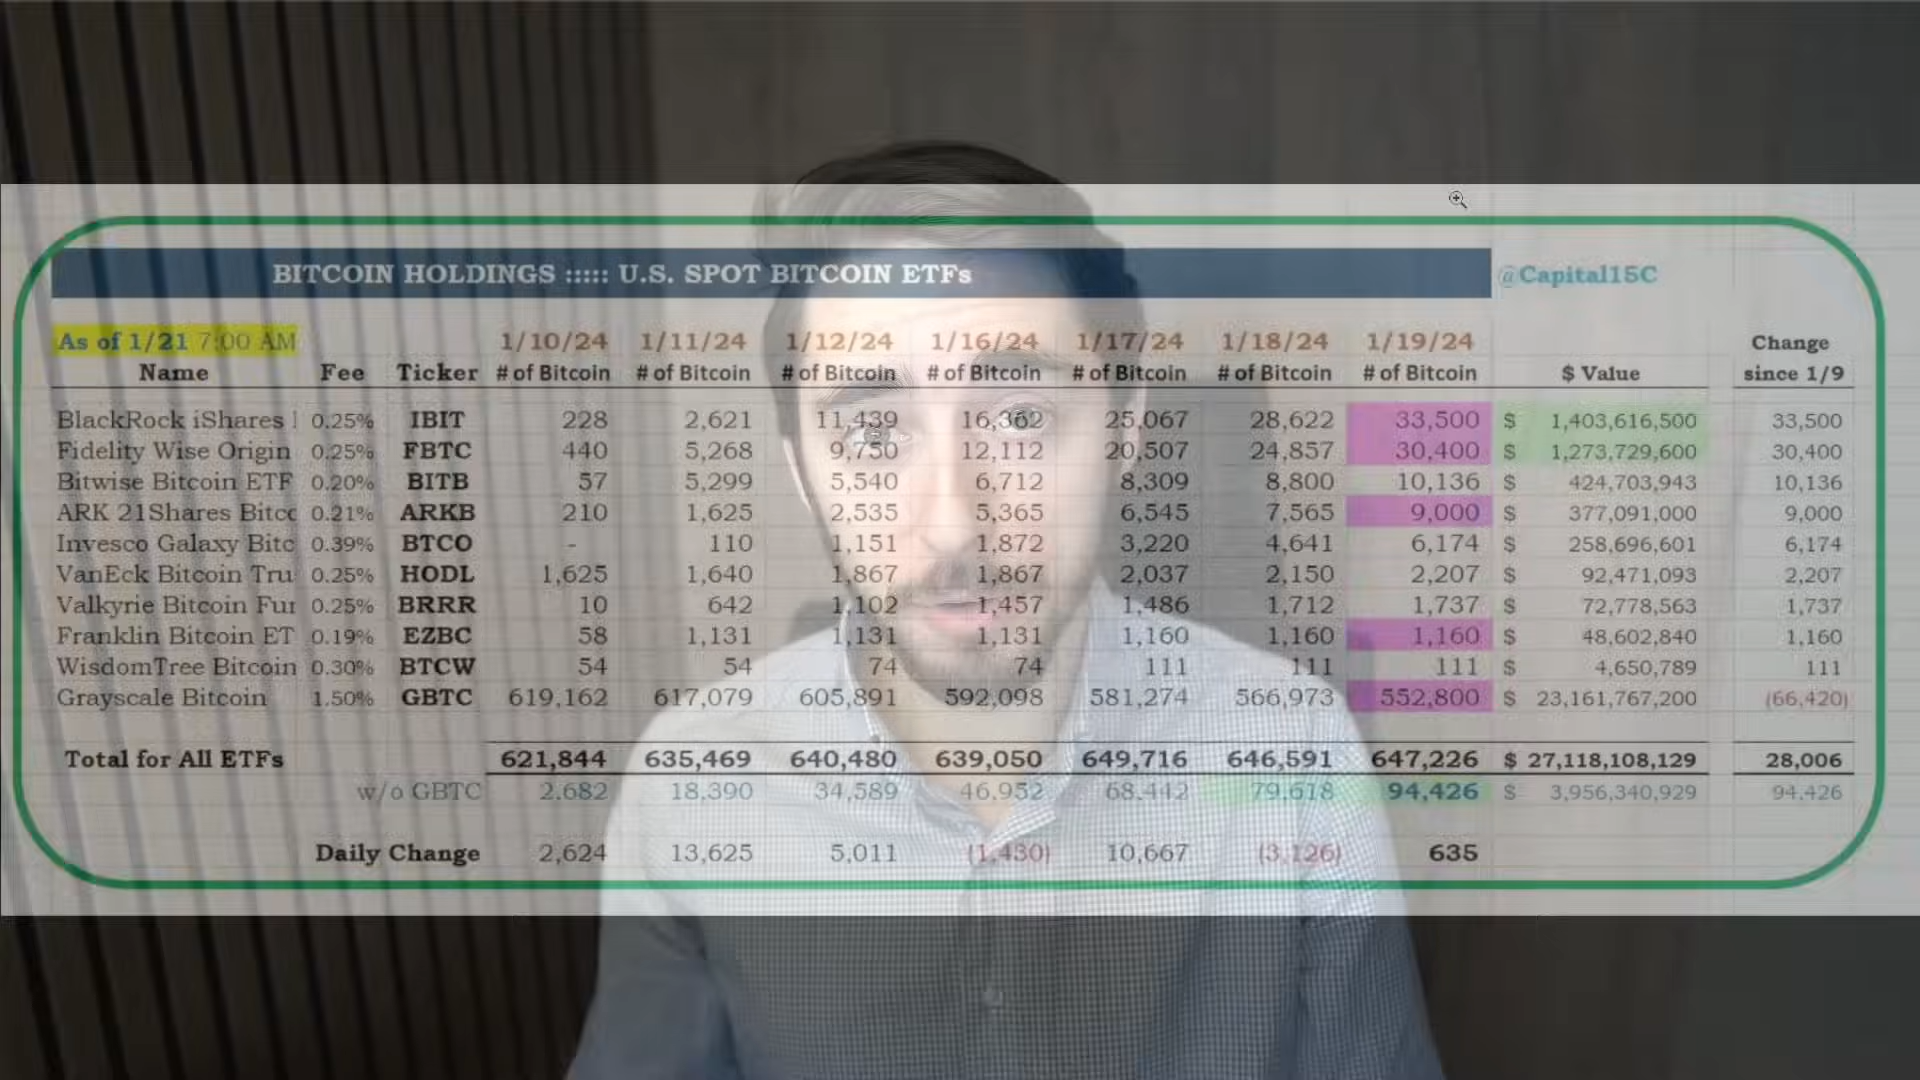 BITCOIN HOLDINGS ::::: U.S. SPOT BITCOIN ETFs @Capital15C
As of 1/21 7:00 AM 1/10/24 1/11/24 1/12/24 1/16/24 1/17/24 1/18/24 1/19/24 Change
Name Fee Ticker # of Bitcoin # of Bitcoin # of Bitcoin # of Bitcoin # of Bitcoin # of Bitcoin # of Bitcoin $ Value since 1/9
BlackRock iShares 0.25% IBIT 228 2,621 11,439 16,362 25,067 28,622 33,500 $ 1,403,616,500 33,500
Fidelity Wise Origin 0.25% FBTC 440 5,268 9,750 12,112 20,507 24,857 30,400 $ 1,273,729,600 30,400
Bitwise Bitcoin ETF 0.20% BITB 57 5,299 5,540 6,712 8,309 8,800 10,136 $ 424,703,943 10,136
ARK 21Shares Bitc 0.21% ARKB 210 1,625 2,535 5,365 6,545 7,565 9,000 $ 377,091,000 9,000
Invesco Galaxy Bitc 0.39% BTCO - 110 1,151 1,872 3,220 4,641 6,174 $ 258,696,601 6,174
VanEck Bitcoin Tru 0.25% HODL 1,625 1,640 1,867 1,867 2,037 2,150 2,207 $ 92,471,093 2,207
Valkyrie Bitcoin Fur 0.25% BRRR 10 642 1,102 1,457 1,486 1,712 1,737 $ 72,778,563 1,737
Franklin Bitcoin ET 0.19% EZBC 58 1,131 1,131 1,131 1,160 1,160 1,160 $ 48,602,840 1,160
WisdomTree Bitcoin 0.30% BTCW 54 54 74 74 111 111 111 $ 4,650,789 111
Grayscale Bitcoin 1.50% GBTC 619,162 617,079 605,891 592,098 581,274 566,973 552,800 $ 23,161,767,200 (66,420)
Total for All ETFs 621,844 635,469 640,480 639,050 649,716 646,591 647,226 $ 27,118,108,129 28,006
w/o GBTC 2,682 18,390 34,589 46,952 68,442 79,618 94,426 $ 3,956,340,929 94,426
Daily Change 2,624 13,625 5,011 (1,430) 10,667 (3,126) 635